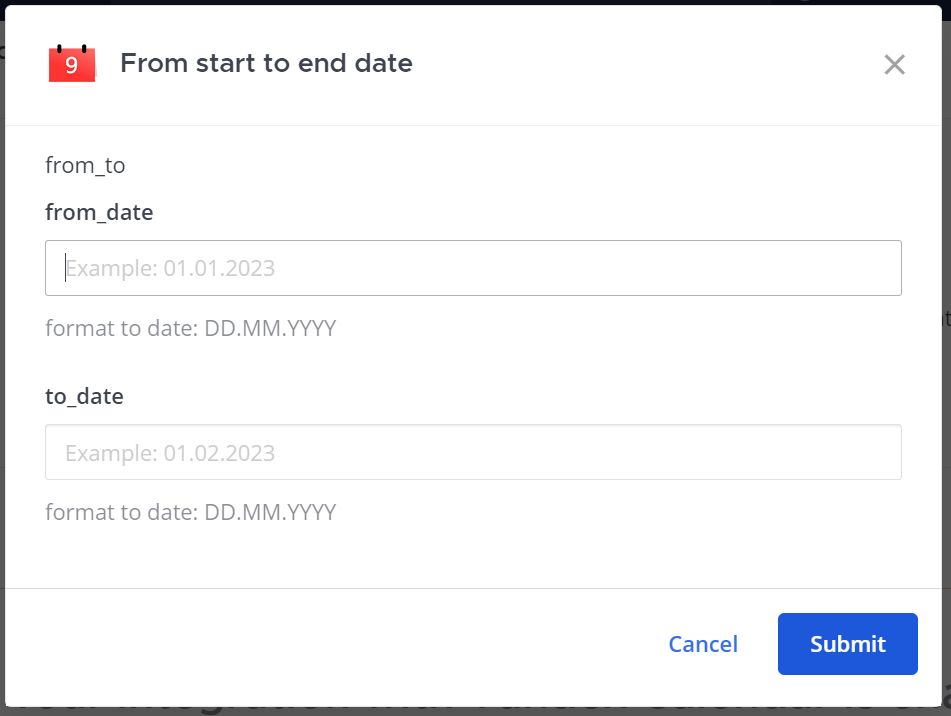 9
From start to end date
from_to
from_date
Example: 01.01.2023
format to date: DD.MM.YYYY
to_date
Example: 01.02.2023
format to date: DD.MM.YYYY
Cancel
Submit